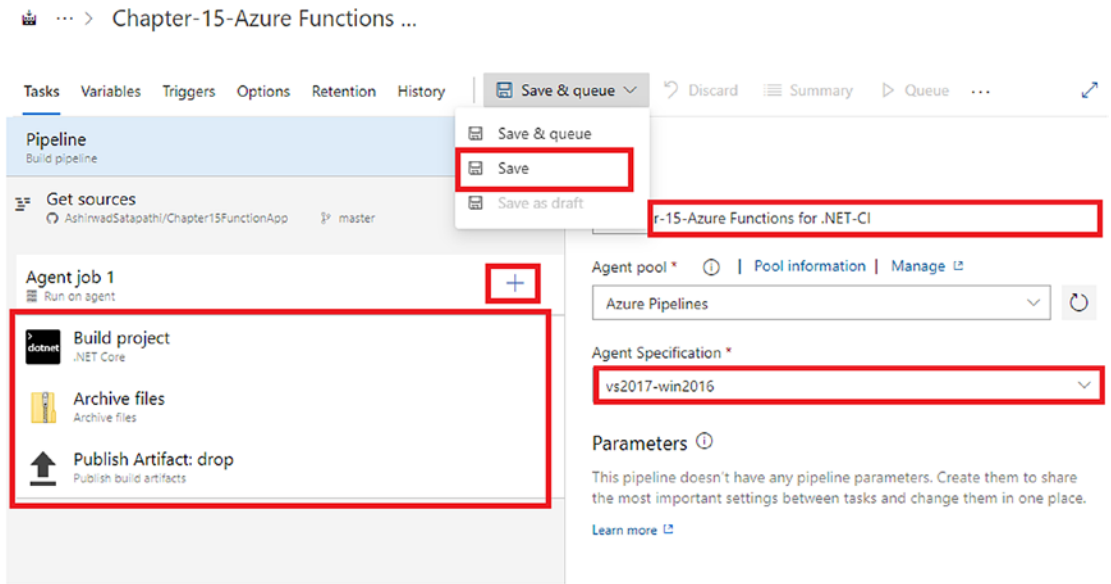 ··· > Chapter-15-Azure Functions ...
Tasks Variables Triggers Options Retention History Save & queue Discard Summary Queue ...
Save & queue
Save
Save as draft
Pipeline
Build pipeline
Get sources
AshirwadSatapathi/Chapter15FunctionApp master
r-15-Azure Functions for .NET-CI
Agent job 1
Run on agent
Agent pool * | Pool information | Manage
Azure Pipelines
Build project
dotnet
.NET Core
Agent Specification *
vs2017-win2016
Archive files
Archive files
Publish Artifact: drop
Publish build artifacts
Parameters
This pipeline doesn't have any pipeline parameters. Create them to share
the most important settings between tasks and change them in one place.
Learn more